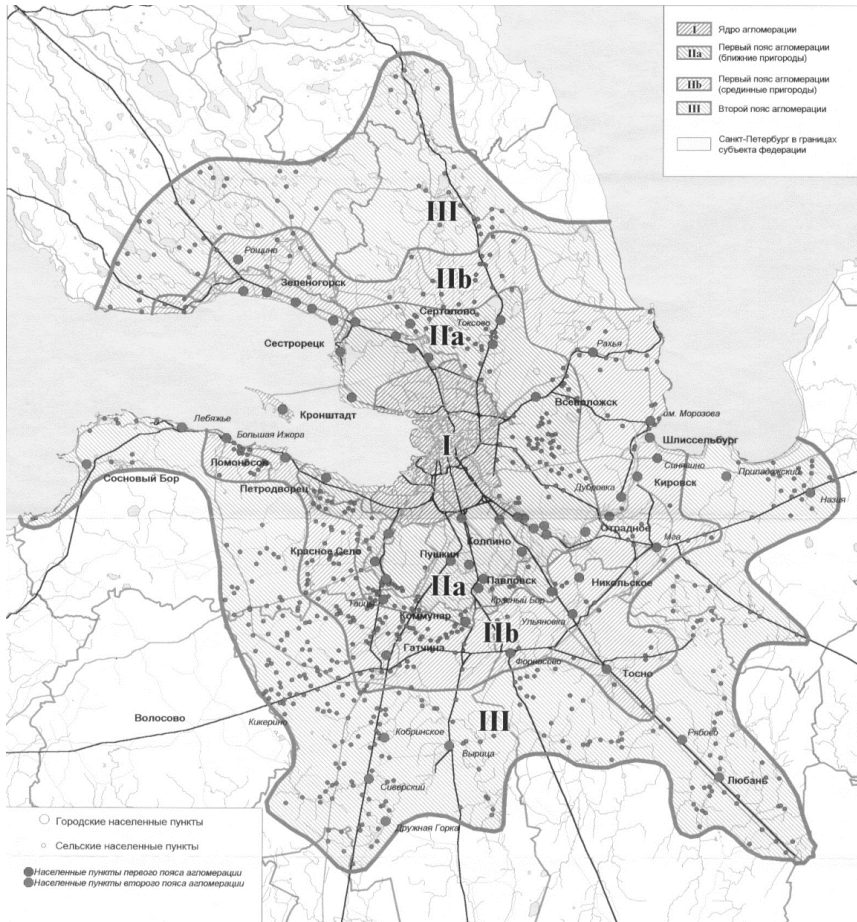 I Ядро агломерации
IIa Первый пояс агломерации
(ближние пригороды)
IIb Первый пояс агломерации
(срединные пригороды)
III Второй пояс агломерации
Санкт-Петербург в границах
субъекта федерации
III
Рощино
IIb
Зеленогорск
Сертолово
Токсово
IIa
Сестрорецк
Рахья
Всеволожск
Кронштадт
им. Морозова
Лебяжье
Большая Ижора
Шлиссельбург
I
Ломоносов
Синявино
Приладожский
Сосновый Бор
Петродворец
Дубровка
Кировск
Назия
Отрадное
Колпино
Мга
Красное Село
Пушкин
IIa
Павловск
Никольское
Красный Бор
Тайцы
Коммунар
Ульяновка
IIb
Гатчина
Форносово
Тосно
Волосово
Кикерино
III
Кобринское
Вырица
Рябово
Сиверский
Любань
Дружная Горка
Городские населенные пункты
Сельские населенные пункты
Населенные пункты первого пояса агломерации
Населенные пункты второго пояса агломерации